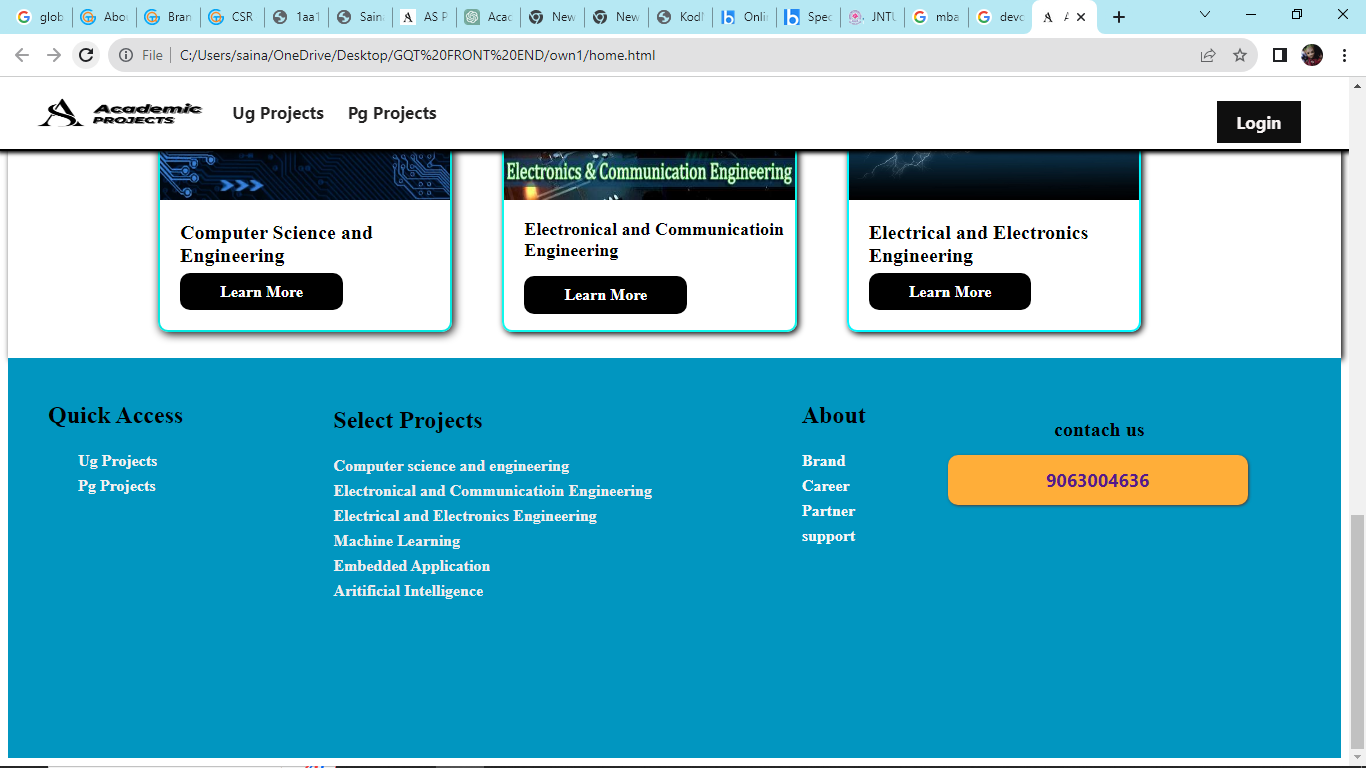 glob
Abou
Bran
CSR
1aa1
Sain
AS P
Acac
New
New
Kodl
Onli
Spec
JNTU
mba
devc
File
C:/Users/saina/OneDrive/Desktop/GQT%20FRONT%20END/own1/home.html
Academic
PROJECTS
Ug Projects
Pg Projects
Login
Electronics & Communication Engineering
Computer Science and
Engineering
Learn More
Electronical and Communicatioin
Engineering
Learn More
Electrical and Electronics
Engineering
Learn More
Quick Access
Ug Projects
Pg Projects
Select Projects
Computer science and engineering
Electronical and Communicatioin Engineering
Electrical and Electronics Engineering
Machine Learning
Embedded Application
Aritificial Intelligence
About
Brand
Career
Partner
support
contach us
9063004636